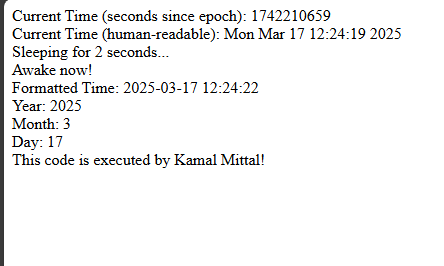 Current Time (seconds since epoch): 1742210659
Current Time (human-readable): Mon Mar 17 12:24:19 2025
Sleeping for 2 seconds...
Awake now!
Formatted Time: 2025-03-17 12:24:22
Year: 2025
Month: 3
Day: 17
This code is executed by Kamal Mittal!